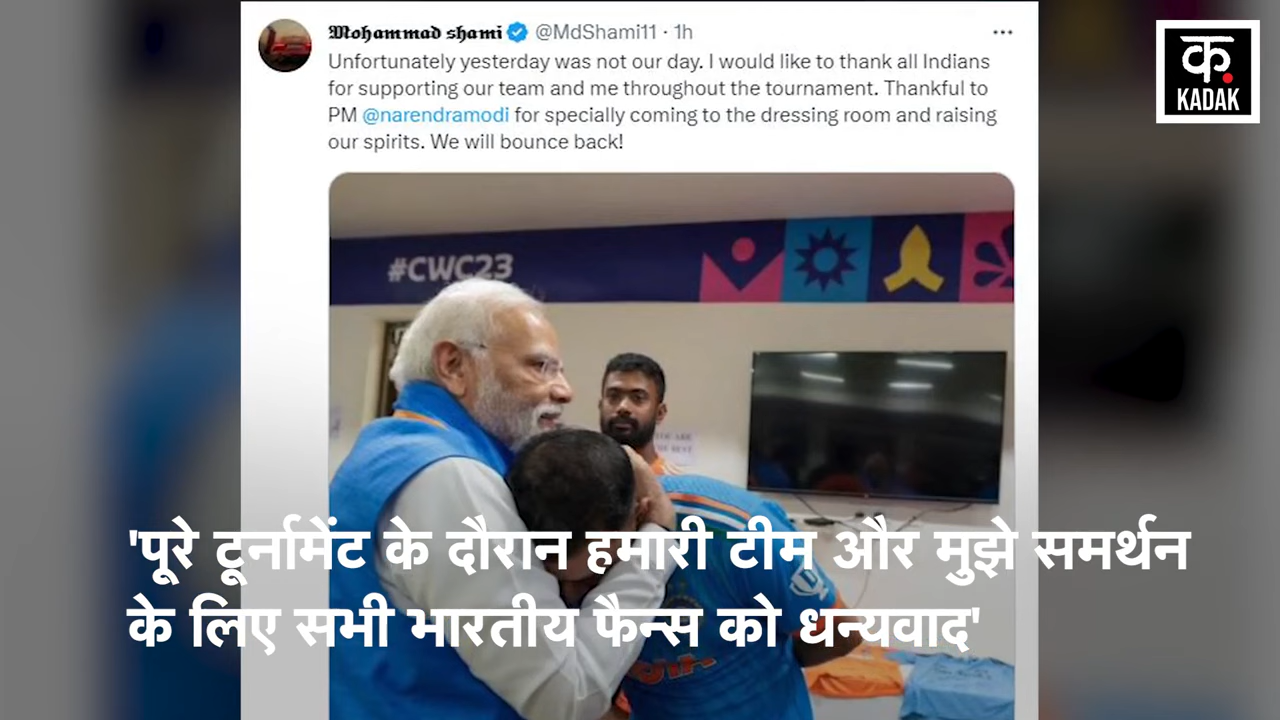 Mohammad shami @MdShami11 · 1h
Unfortunately yesterday was not our day. I would like to thank all Indians
for supporting our team and me throughout the tournament. Thankful to
PM @narendramodi for specially coming to the dressing room and raising
our spirits. We will bounce back!
क.
KADAK
#CWC23
'पूरे टूर्नामेंट के दौरान हमारी टीम और मुझे समर्थन
के लिए सभी भारतीय फैन्स को धन्यवाद'